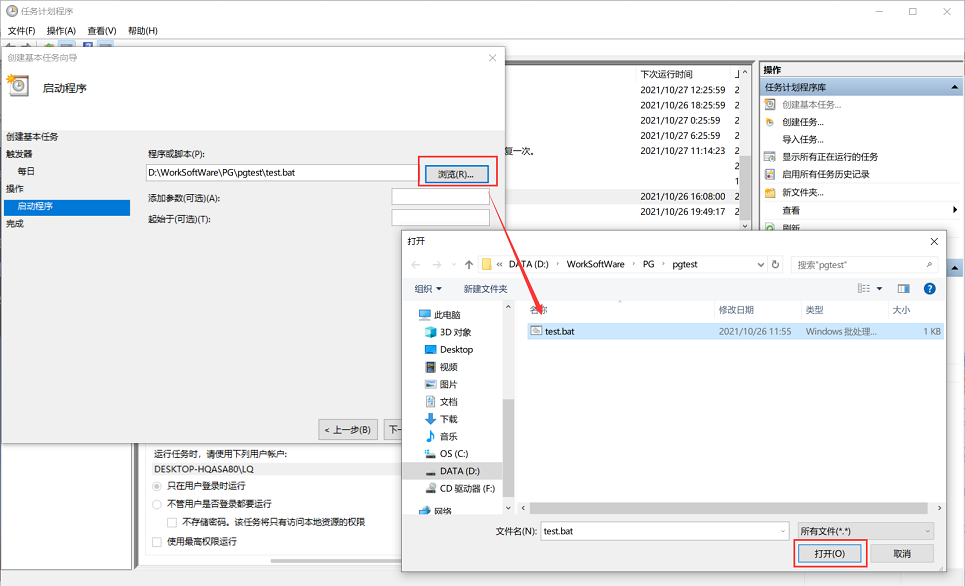 任务计划程序
文件(F) 操作(A) 查看(V) 帮助(H)
创建基本任务向导
启动程序
创建基本任务
触发器
每日
操作
启动程序
完成
程序或脚本(P):
D:\WorkSoftWare\PG\pgtest\test.bat
浏览(R)...
添加参数(可选)(A):
起始于(可选)(T):
< 上一步(B)
下一
下次运行时间 上
2021/10/27 12:25:59 2
2021/10/26 18:25:59 2
2021/10/27 0:25:59 2
2021/10/27 6:25:59 2
复一次。 2021/10/27 11:14:23 2
2
1
2021/10/26 16:08:00 2
2021/10/26 19:49:17 2
操作
任务计划程序库
创建基本任务...
创建任务...
导入任务...
显示所有正在运行的任务
启用所有任务历史记录
新文件夹...
查看
刷新
打开
« DATA (D:) › WorkSoftWare › PG › pgtest
搜索"pgtest"
组织 新建文件夹
此电脑
3D 对象
Desktop
视频
图片
文档
下载
音乐
OS (C:)
DATA (D:)
CD 驱动器 (F:)
网络
名称 修改日期 类型 大小
test.bat 2021/10/26 11:55 Windows 批处理... 1 KB
文件名(N): test.bat
所有文件(*.*)
打开(O) 取消
运行任务时，请使用下列用户帐户:
DESKTOP-HQASA80\LQ
只在用户登录时运行
不管用户是否登录都要运行
不存储密码。该任务将只有访问本地资源的权限
使用最高权限运行